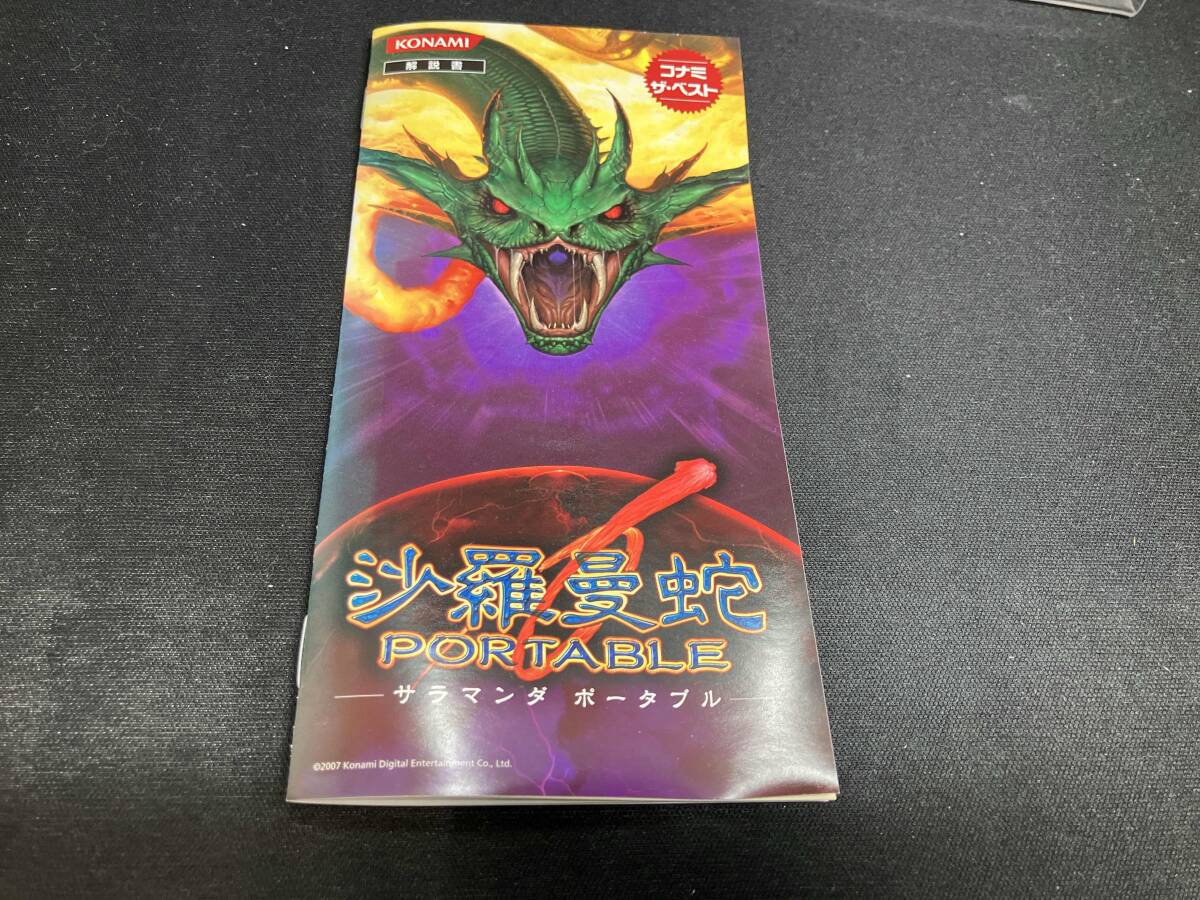 KONAMI
解説書
コナミ
ザ・ベスト
沙羅曼蛇
PORTABLE
サラマンダ ポータブル
©2007 Konami Digital Entertainment Co., Ltd.